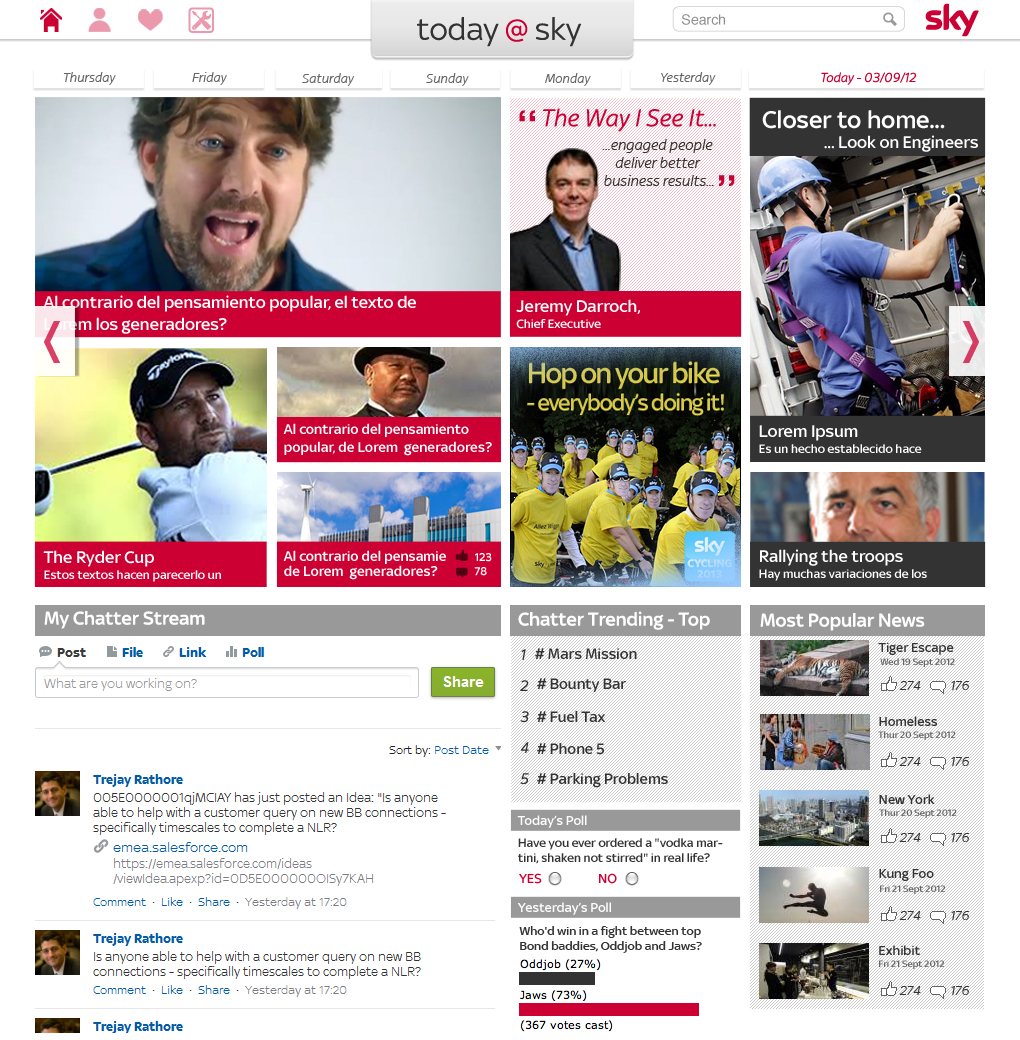 today @ sky
Search
sky
Thursday
Friday
Saturday
Sunday
Monday
Yesterday
Today - 03/09/12
Al contrario del pensamiento popular, el texto de
Lorem los generadores?
“ The Way I See It...
...engaged people
deliver better
business results... ”
Jeremy Darroch,
Chief Executive
Closer to home...
... Look on Engineers
Lorem Ipsum
Es un hecho establecido hace
TaylorMade
The Ryder Cup
Estos textos hacen parecerlo un
Al contrario del pensamiento
popular, de Lorem generadores?
Al contrario del pensamie
de Lorem generadores?
123
78
Hop on your bike
- everybody's doing it!
sky
Allez Wiggo
sky
CYCLING
2013
Rallying the troops
Hay muchas variaciones de los
My Chatter Stream
Post
File
Link
Poll
What are you working on?
Share
Sort by: Post Date
Trejay Rathore
005E0000001qjMCIAY has just posted an Idea: "Is anyone
able to help with a customer query on new BB connections -
specifically timescales to complete a NLR?
emea.salesforce.com
https://emea.salesforce.com/ideas
/viewIdea.apexp?id=0D5E000000OISy7KAH
Comment · Like · Share · Yesterday at 17:20
Trejay Rathore
Is anyone able to help with a customer query on new BB
connections - specifically timescales to complete a NLR?
Comment · Like · Share · Yesterday at 17:20
Trejay Rathore
Chatter Trending - Top
1 # Mars Mission
2 # Bounty Bar
3 # Fuel Tax
4 # Phone 5
5 # Parking Problems
Today's Poll
Have you ever ordered a "vodka mar-
tini, shaken not stirred" in real life?
YES
NO
Yesterday's Poll
Who'd win in a fight between top
Bond baddies, Oddjob and Jaws?
Oddjob (27%)
Jaws (73%)
(367 votes cast)
Most Popular News
Tiger Escape
Wed 19 Sept 2012
274 176
Homeless
Thur 20 Sept 2012
274 176
New York
Thur 20 Sept 2012
274 176
Kung Foo
Fri 21 Sept 2012
274 176
Exhibit
Fri 21 Sept 2012
274 176